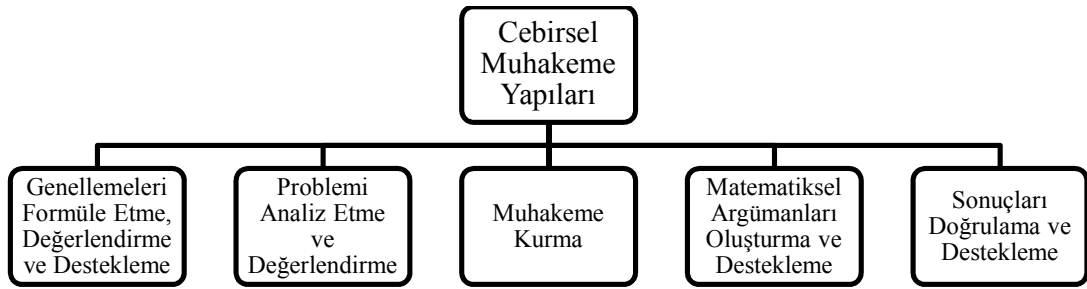 Cebirsel
Muhakeme
Yapıları
Genellemeleri
Formüle Etme,
Değerlendirme
ve Destekleme
Problemi
Analiz Etme
ve
Değerlendirme
Muhakeme
Kurma
Matematiksel
Argümanları
Oluşturma ve
Destekleme
Sonuçları
Doğrulama ve
Destekleme